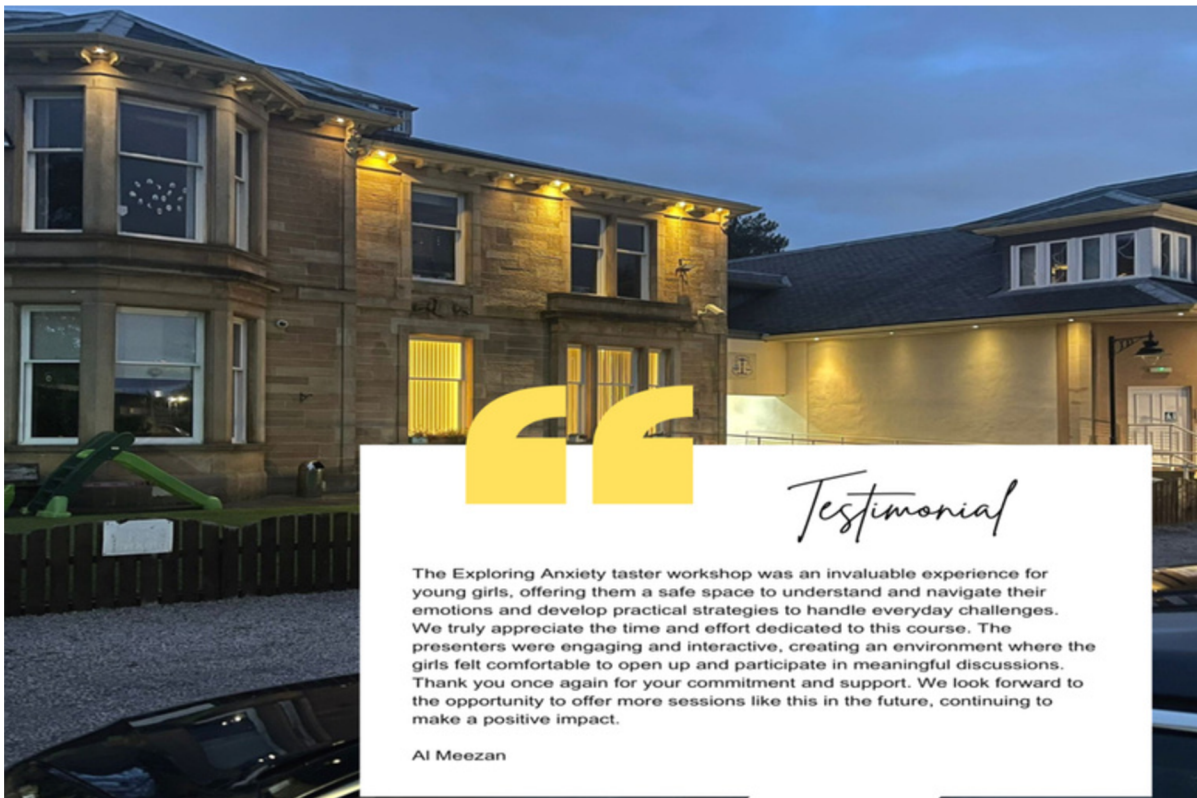 Testimonial
The Exploring Anxiety taster workshop was an invaluable experience for
young girls, offering them a safe space to understand and navigate their
emotions and develop practical strategies to handle everyday challenges.
We truly appreciate the time and effort dedicated to this course. The
presenters were engaging and interactive, creating an environment where the
girls felt comfortable to open up and participate in meaningful discussions.
Thank you once again for your commitment and support. We look forward to
the opportunity to offer more sessions like this in the future, continuing to
make a positive impact.
Al Meezan